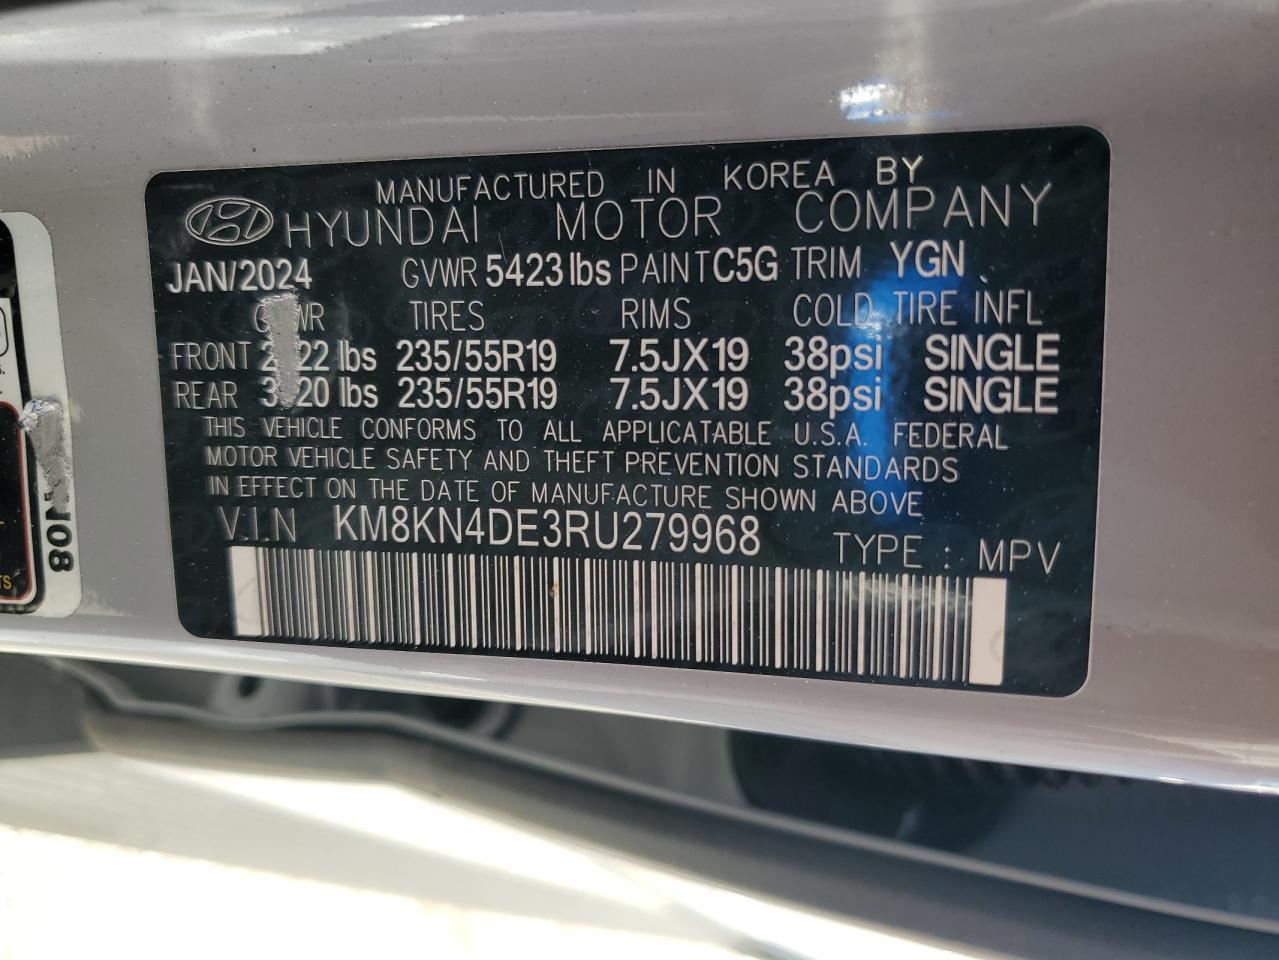 MANUFACTURED IN KOREA BY
HYUNDAI MOTOR COMPANY
JAN/2024 GVWR 5423 lbs PAINT C5G TRIM YGN
TIRES RIMS COLD TIRE INFL
FRONT lbs 235/55R19 7.5JX19 38psi SINGLE
REAR lbs 235/55R19 7.5JX19 38psi SINGLE
THIS VEHICLE CONFORMS TO ALL APPLICATABLE U.S.A. FEDERAL
MOTOR VEHICLE SAFETY AND THEFT PREVENTION STANDARDS
IN EFFECT ON THE DATE OF MANUFACTURE SHOWN ABOVE
V.I.N KM8KN4DE3RU279968 TYPE : MPV